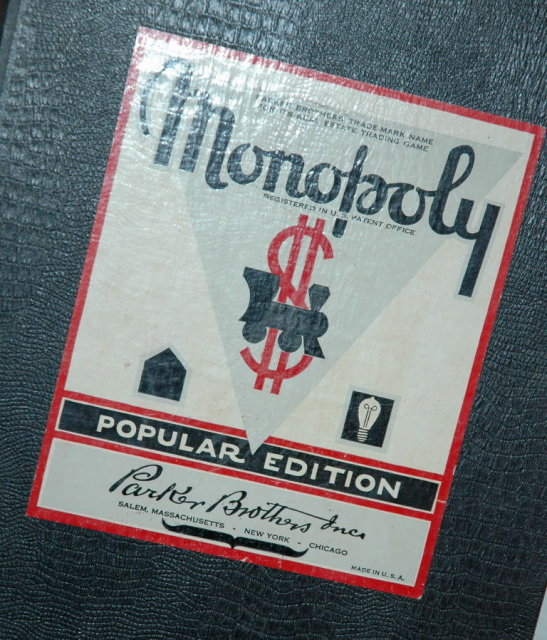 Monopoly
PARKER BROTHERS TRADE-MARK NAME
FOR ITS REAL ESTATE TRADING GAME
REGISTERED IN U. S. PATENT OFFICE
POPULAR EDITION
Parker Brothers Inc.
SALEM, MASSACHUSETTS · NEW YORK · CHICAGO
MADE IN U. S. A.